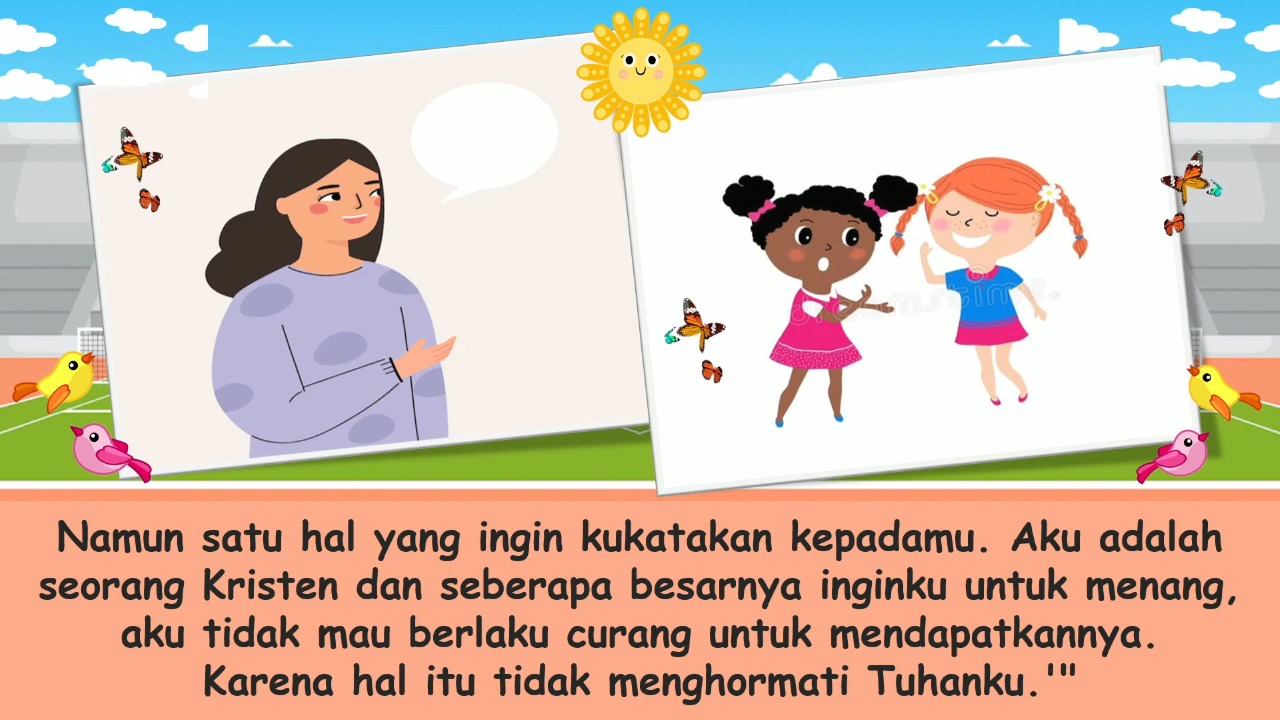 Namun satu hal yang ingin kukatakan kepadamu. Aku adalah
seorang Kristen dan seberapa besarnya inginku untuk menang,
aku tidak mau berlaku curang untuk mendapatkannya.
Karena hal itu tidak menghormati Tuhanku.'"